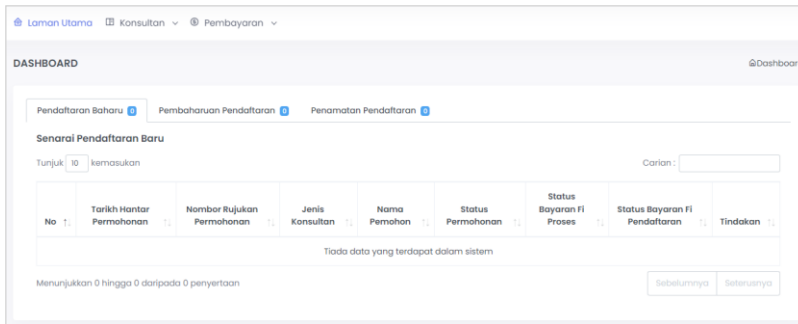 Laman Utama Konsultan Pembayaran
DASHBOARD Dashboar
Pendaftaran Baharu 0 Pembaharuan Pendaftaran 0 Penamatan Pendaftaran 0
Senarai Pendaftaran Baru
Tunjuk 10 kemasukan Carian :
No Tarikh Hantar Permohonan Nombor Rujukan Permohonan Jenis Konsultan Nama Pemohon Status Permohonan Status Bayaran Fi Proses Status Bayaran Fi Pendaftaran Tindakan
Tiada data yang terdapat dalam sistem
Menunjukkan 0 hingga 0 daripada 0 penyertaan Sebelumnya Seterusnya